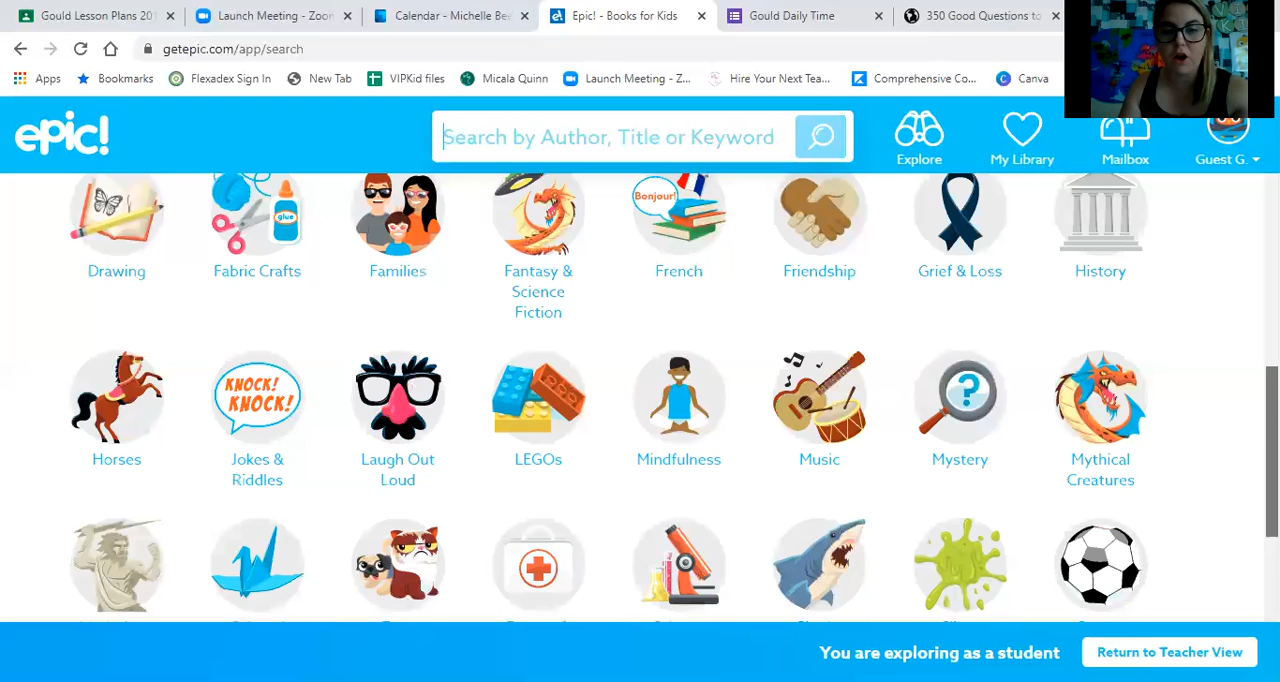 Gould Lesson Plans 201
Launch Meeting - Zoom
Calendar - Michelle Bee
Epic! - Books for Kids
Gould Daily Time
350 Good Questions to
getepic.com/app/search
Apps
Bookmarks
Flexadex Sign In
New Tab
VIPKid files
Micala Quinn
Launch Meeting - Z...
Hire Your Next Tea...
Comprehensive Co...
Canva
epic!
Search by Author, Title or Keyword
Explore
My Library
Mailbox
Guest G.
glue
Bonjour!
Drawing
Fabric Crafts
Families
Fantasy &
Science
Fiction
French
Friendship
Grief & Loss
History
KNOCK!
KNOCK!
?
Horses
Jokes &
Riddles
Laugh Out
Loud
LEGOs
Mindfulness
Music
Mystery
Mythical
Creatures
You are exploring as a student
Return to Teacher View